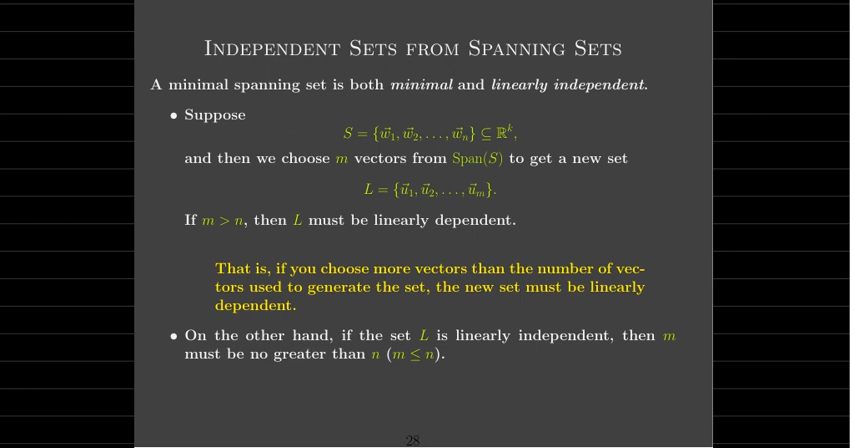 Independent Sets from Spanning Sets
A minimal spanning set is both minimal and linearly independent.
• Suppose
S = {w⃗₁, w⃗₂, . . . , w⃗ₙ} ⊆ ℝᵏ,
and then we choose m vectors from Span(S) to get a new set
L = {u⃗₁, u⃗₂, . . . , u⃗ₘ}.
If m > n, then L must be linearly dependent.
That is, if you choose more vectors than the number of vec-
tors used to generate the set, the new set must be linearly
dependent.
• On the other hand, if the set L is linearly independent, then m
must be no greater than n (m ≤ n).
28